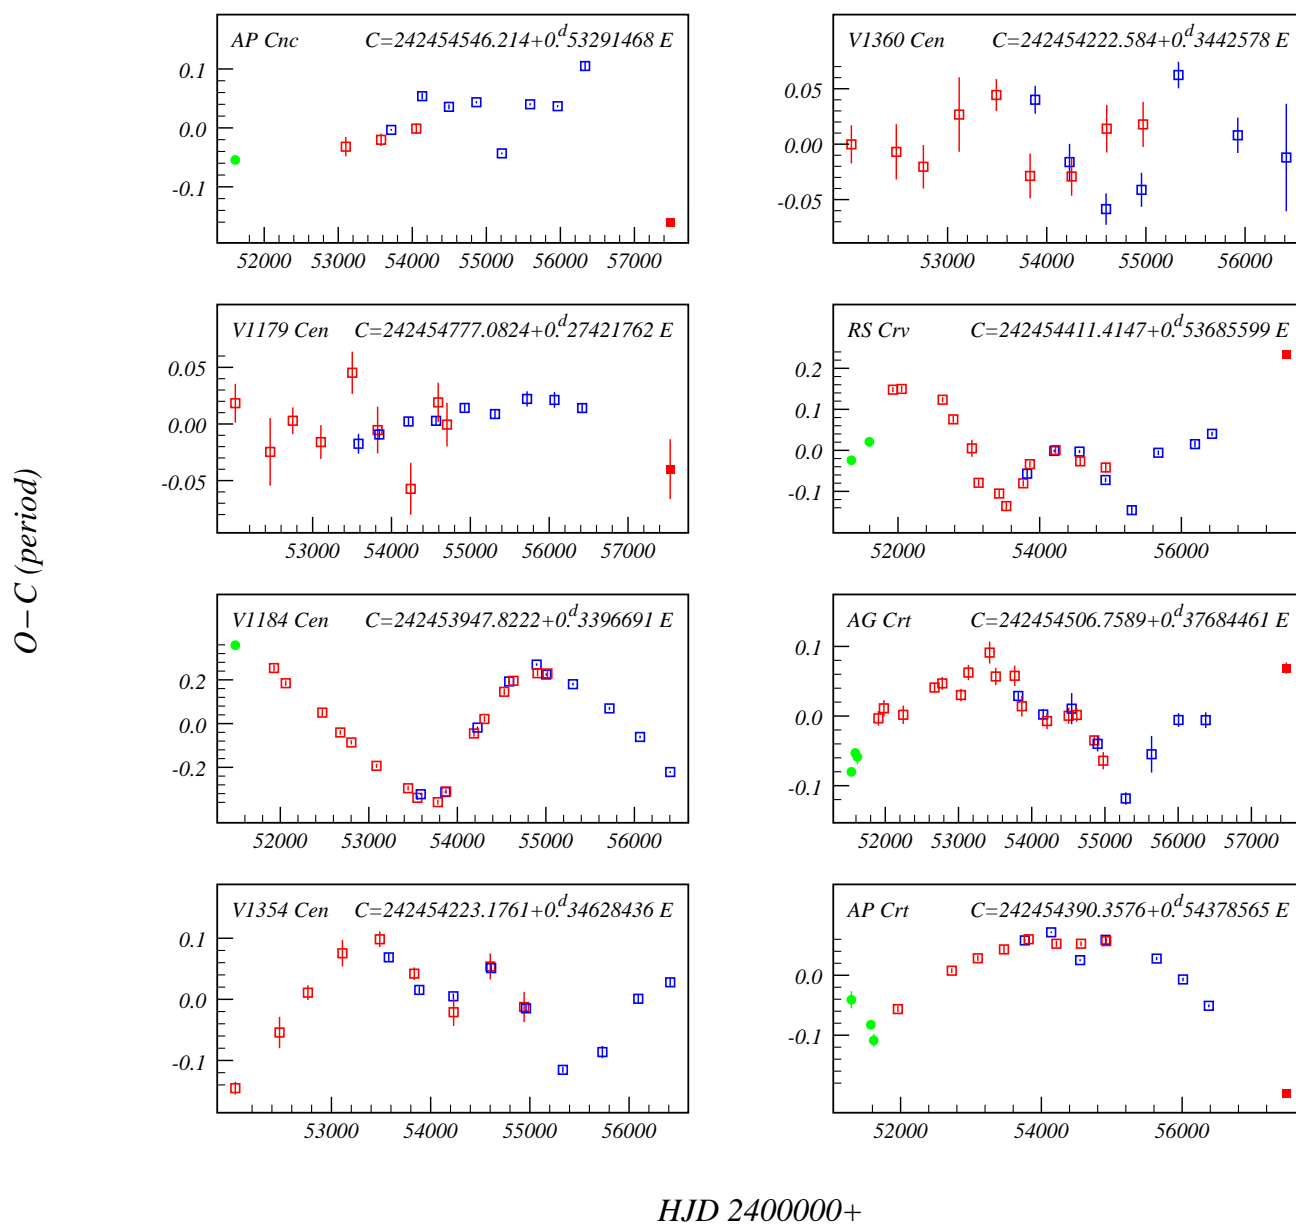 AP Cnc C=242454546.214+0.d53291468 E
0.1
0.0
-0.1
52000 53000 54000 55000 56000 57000
V1360 Cen C=242454222.584+0.d3442578 E
0.05
0.00
-0.05
53000 54000 55000 56000
V1179 Cen C=242454777.0824+0.d27421762 E
0.05
0.00
-0.05
53000 54000 55000 56000 57000
RS Crv C=242454411.4147+0.d53685599 E
0.2
0.1
0.0
-0.1
52000 54000 56000
V1184 Cen C=242453947.8222+0.d3396691 E
0.2
0.0
-0.2
52000 53000 54000 55000 56000
AG Crt C=242454506.7589+0.d37684461 E
0.1
0.0
-0.1
52000 53000 54000 55000 56000 57000
V1354 Cen C=242454223.1761+0.d34628436 E
0.1
0.0
-0.1
53000 54000 55000 56000
AP Crt C=242454390.3576+0.d54378565 E
0.0
-0.1
52000 54000 56000
O−C (period)
HJD 2400000+